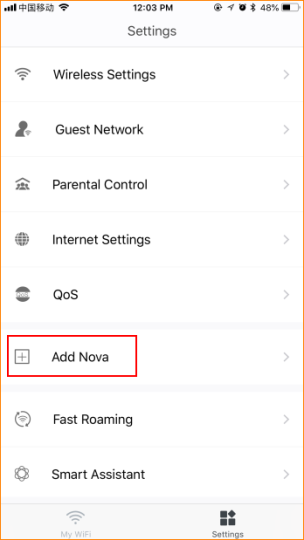 中国移动 12:03 PM 48%
Settings
Wireless Settings
Guest Network
Parental Control
Internet Settings
QoS
Add Nova
Fast Roaming
Smart Assistant
My WiFi Settings